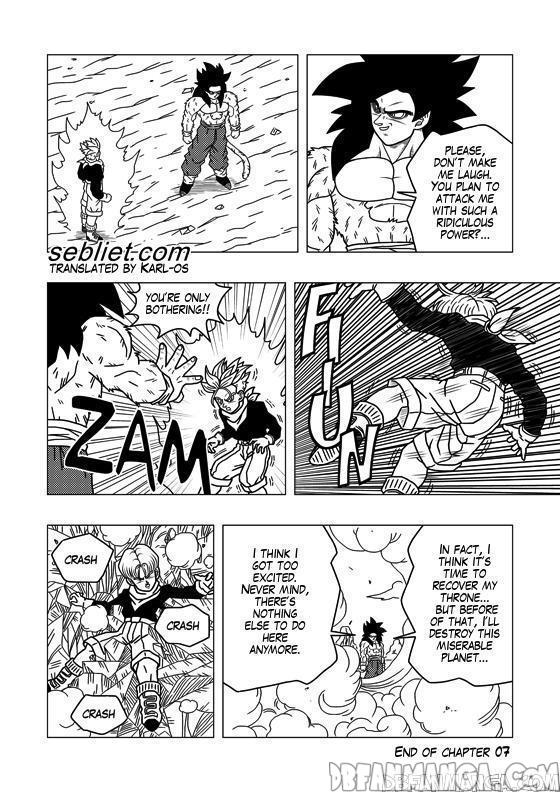 PLEASE,
DON'T MAKE
ME LAUGH.
YOU PLAN TO
ATTACK ME
WITH SUCH A
RIDICULOUS
POWER?...
sebliet.com
TRANSLATED BY KARL-OS
YOU'RE ONLY
BOTHERING!!
ZAM
FIUN
CRASH
CRASH
CRASH
I THINK I
GOT TOO
EXCITED.
NEVER MIND,
THERE'S
NOTHING
ELSE TO DO
HERE
ANYMORE.
IN FACT, I
THINK IT'S
TIME TO
RECOVER MY
THRONE...
BUT BEFORE
OF THAT, I'LL
DESTROY THIS
MISERABLE
PLANET...
END OF CHAPTER 07
DBFANMANGA.COM